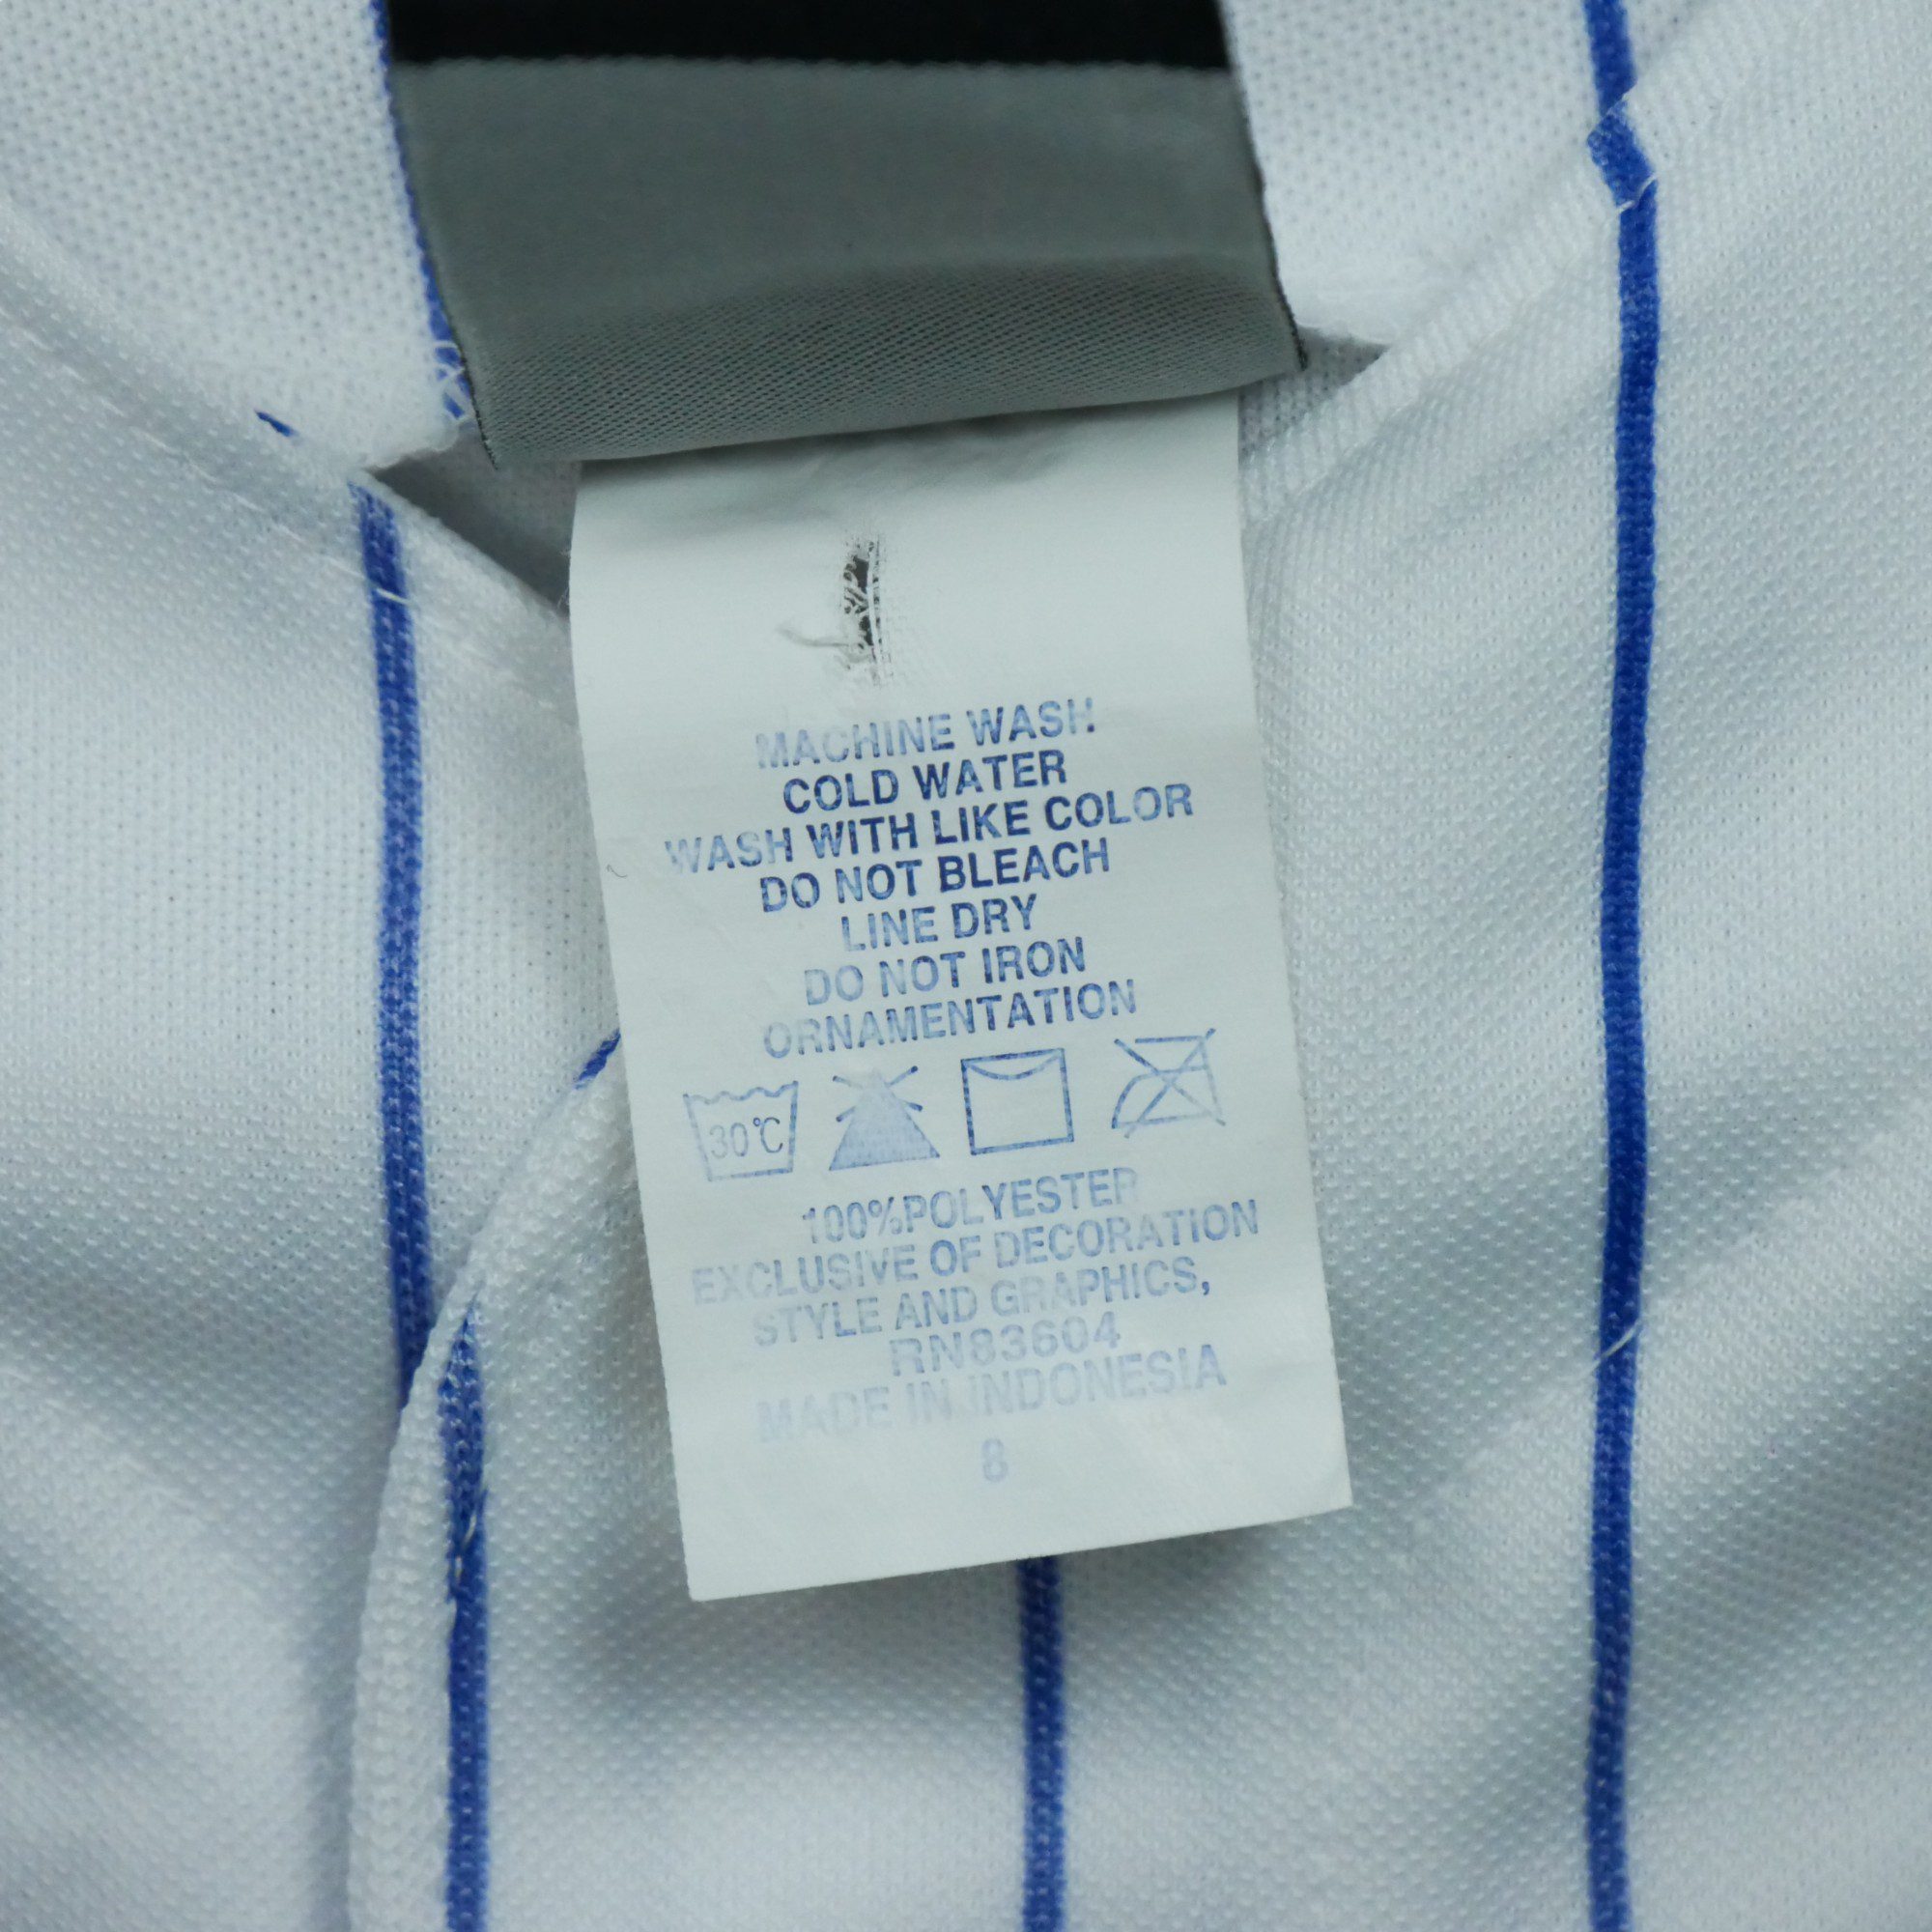 MACHINE WASH
COLD WATER
WASH WITH LIKE COLOR
DO NOT BLEACH
LINE DRY
DO NOT IRON
ORNAMENTATION
30°C
100%POLYESTER
EXCLUSIVE OF DECORATION
STYLE AND GRAPHICS,
RN83604
MADE IN INDONESIA
8